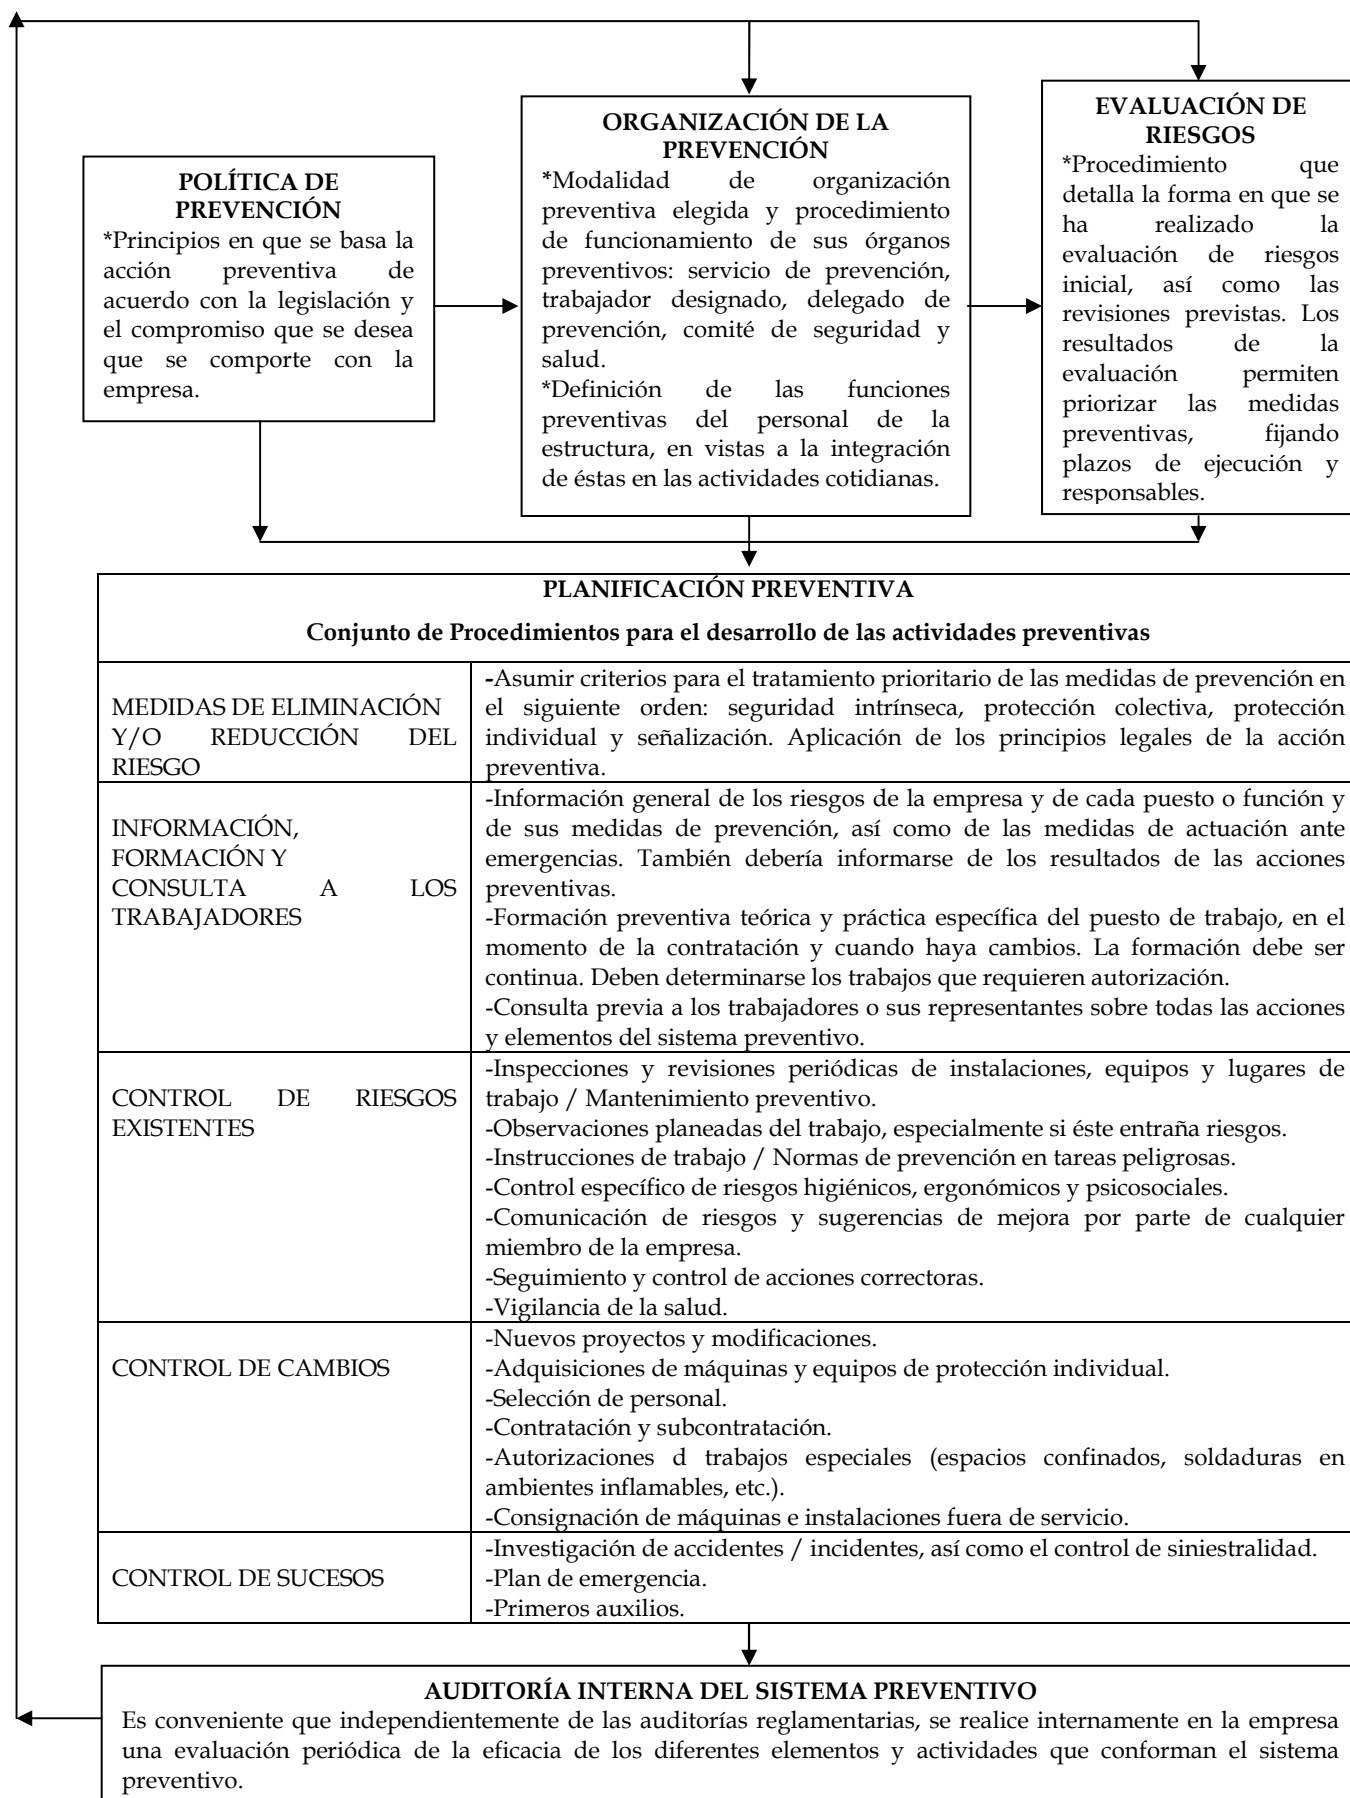 POLÍTICA DE
PREVENCIÓN
*Principios en que se basa la
acción preventiva de
acuerdo con la legislación y
el compromiso que se desea
que se comporte con la
empresa.
ORGANIZACIÓN DE LA
PREVENCIÓN
*Modalidad de organización
preventiva elegida y procedimiento
de funcionamiento de sus órganos
preventivos: servicio de prevención,
trabajador designado, delegado de
prevención, comité de seguridad y
salud.
*Definición de las funciones
preventivas del personal de la
estructura, en vistas a la integración
de éstas en las actividades cotidianas.
EVALUACIÓN DE
RIESGOS
*Procedimiento que
detalla la forma en que se
ha realizado la
evaluación de riesgos
inicial, así como las
revisiones previstas. Los
resultados de la
evaluación permiten
priorizar las medidas
preventivas, fijando
plazos de ejecución y
responsables.
PLANIFICACIÓN PREVENTIVA
Conjunto de Procedimientos para el desarrollo de las actividades preventivas
MEDIDAS DE ELIMINACIÓN
Y/O REDUCCIÓN DEL
RIESGO
-Asumir criterios para el tratamiento prioritario de las medidas de prevención en
el siguiente orden: seguridad intrínseca, protección colectiva, protección
individual y señalización. Aplicación de los principios legales de la acción
preventiva.
INFORMACIÓN,
FORMACIÓN Y
CONSULTA A LOS
TRABAJADORES
-Información general de los riesgos de la empresa y de cada puesto o función y
de sus medidas de prevención, así como de las medidas de actuación ante
emergencias. También debería informarse de los resultados de las acciones
preventivas.
-Formación preventiva teórica y práctica específica del puesto de trabajo, en el
momento de la contratación y cuando haya cambios. La formación debe ser
continua. Deben determinarse los trabajos que requieren autorización.
-Consulta previa a los trabajadores o sus representantes sobre todas las acciones
y elementos del sistema preventivo.
CONTROL DE RIESGOS
EXISTENTES
-Inspecciones y revisiones periódicas de instalaciones, equipos y lugares de
trabajo / Mantenimiento preventivo.
-Observaciones planeadas del trabajo, especialmente si éste entraña riesgos.
-Instrucciones de trabajo / Normas de prevención en tareas peligrosas.
-Control específico de riesgos higiénicos, ergonómicos y psicosociales.
-Comunicación de riesgos y sugerencias de mejora por parte de cualquier
miembro de la empresa.
-Seguimiento y control de acciones correctoras.
-Vigilancia de la salud.
CONTROL DE CAMBIOS
-Nuevos proyectos y modificaciones.
-Adquisiciones de máquinas y equipos de protección individual.
-Selección de personal.
-Contratación y subcontratación.
-Autorizaciones d trabajos especiales (espacios confinados, soldaduras en
ambientes inflamables, etc.).
-Consignación de máquinas e instalaciones fuera de servicio.
CONTROL DE SUCESOS
-Investigación de accidentes / incidentes, así como el control de siniestralidad.
-Plan de emergencia.
-Primeros auxilios.
AUDITORÍA INTERNA DEL SISTEMA PREVENTIVO
Es conveniente que independientemente de las auditorías reglamentarias, se realice internamente en la empresa
una evaluación periódica de la eficacia de los diferentes elementos y actividades que conforman el sistema
preventivo.